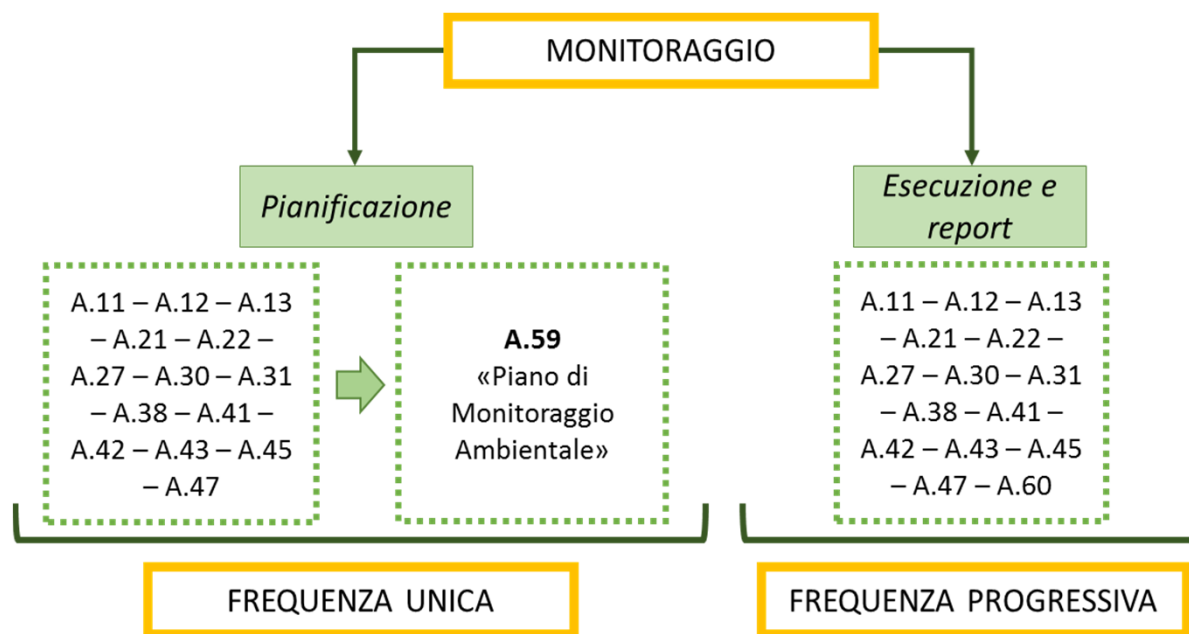 MONITORAGGIO
Pianificazione
Esecuzione e
report
A.11 – A.12 – A.13
– A.21 – A.22 –
A.27 – A.30 – A.31
– A.38 – A.41 –
A.42 – A.43 – A.45
– A.47
A.59
«Piano di
Monitoraggio
Ambientale»
A.11 – A.12 – A.13
– A.21 – A.22 –
A.27 – A.30 – A.31
– A.38 – A.41 –
A.42 – A.43 – A.45
– A.47 – A.60
FREQUENZA UNICA
FREQUENZA PROGRESSIVA